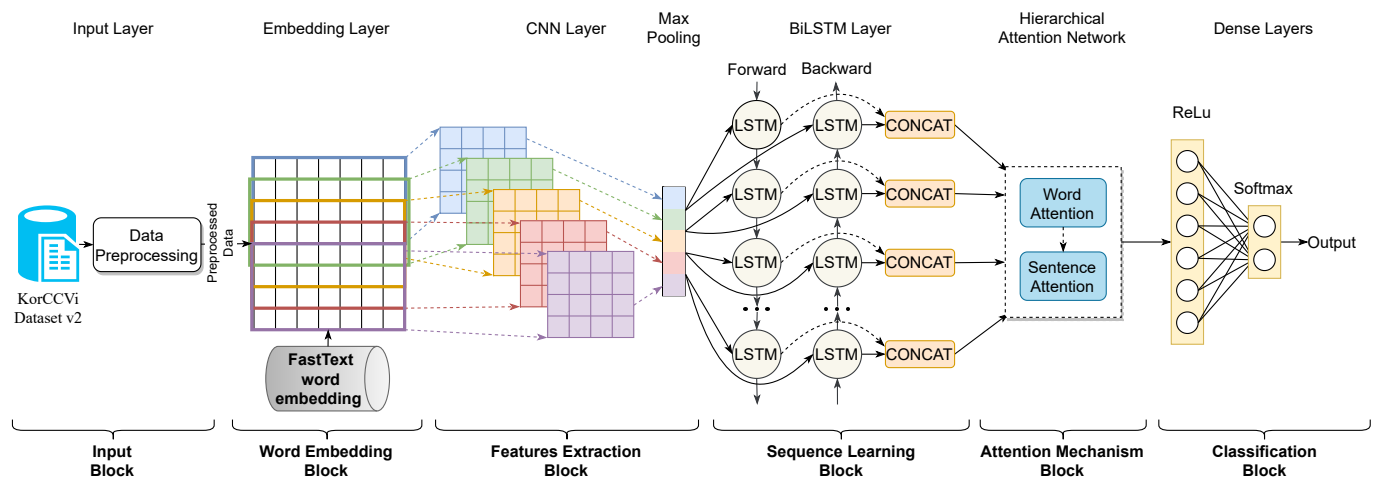 Input Layer
Embedding Layer
CNN Layer
Max
Pooling
BiLSTM Layer
Hierarchical
Attention Network
Dense Layers
Forward
Backward
LSTM
LSTM
CONCAT
LSTM
LSTM
CONCAT
LSTM
LSTM
CONCAT
LSTM
LSTM
CONCAT
ReLu
Softmax
Word
Attention
Sentence
Attention
Output
Data
Preprocessing
Preprocessed
Data
KorCCVi
Dataset v2
FastText
word
embedding
Input
Block
Word Embedding
Block
Features Extraction
Block
Sequence Learning
Block
Attention Mechanism
Block
Classification
Block